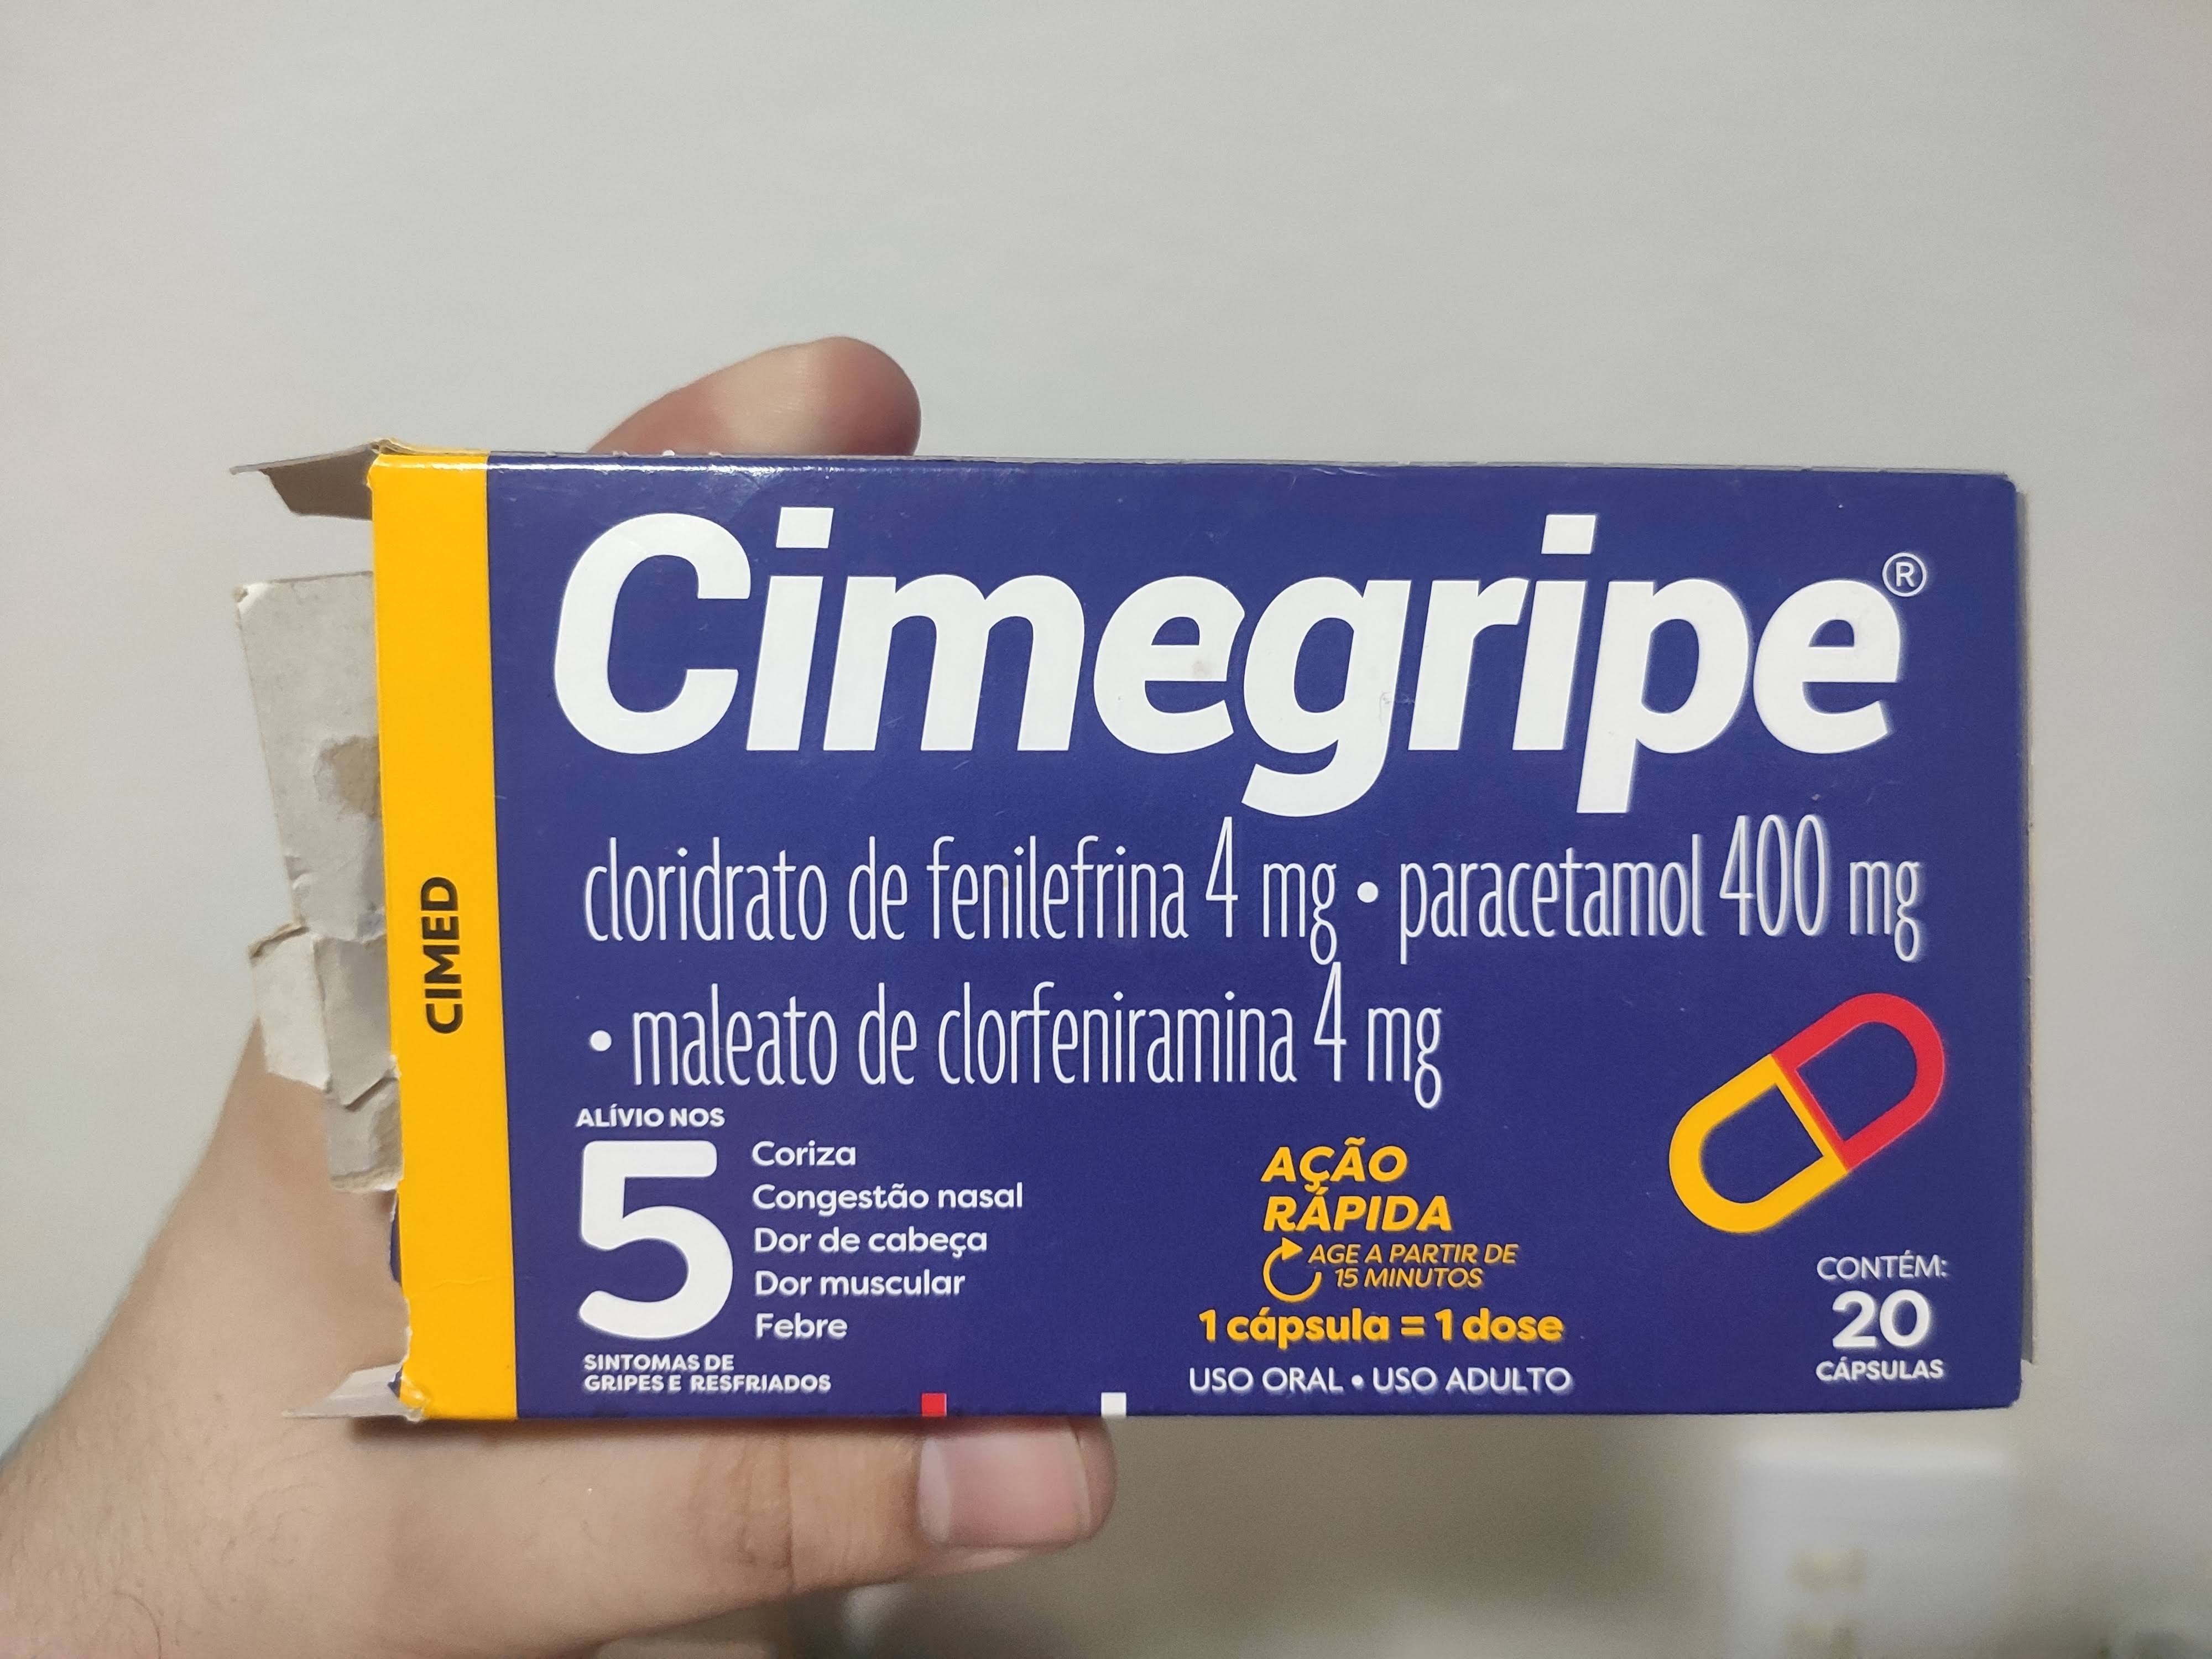 Cimegripe®
cloridrato de fenilefrina 4 mg • paracetamol 400 mg
• maleato de clorfeniramina 4 mg
CIMED
ALÍVIO NOS
5
Coriza
Congestão nasal
Dor de cabeça
Dor muscular
Febre
SINTOMAS DE
GRIPES E RESFRIADOS
AÇÃO
RÁPIDA
AGE A PARTIR DE
15 MINUTOS
1 cápsula = 1 dose
USO ORAL • USO ADULTO
CONTÉM:
20
CÁPSULAS